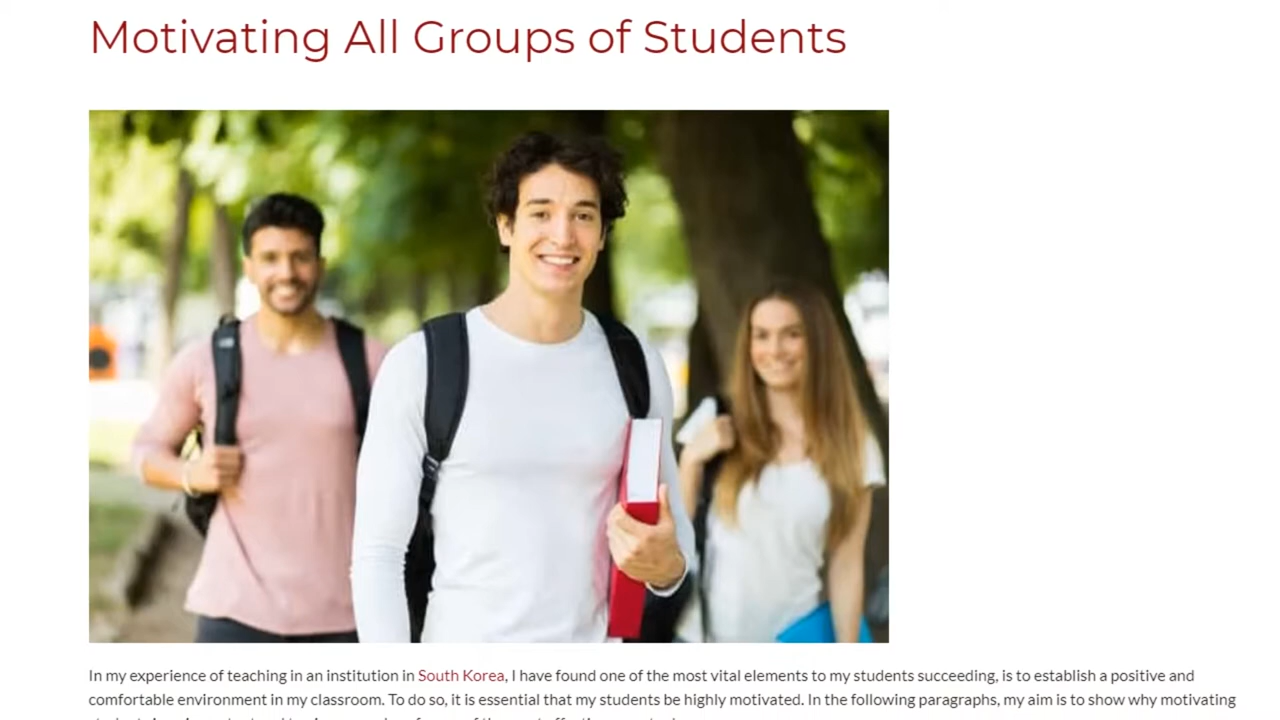 Motivating All Groups of Students
In my experience of teaching in an institution in South Korea, I have found one of the most vital elements to my students succeeding, is to establish a positive and
comfortable environment in my classroom. To do so, it is essential that my students be highly motivated. In the following paragraphs, my aim is to show why motivating